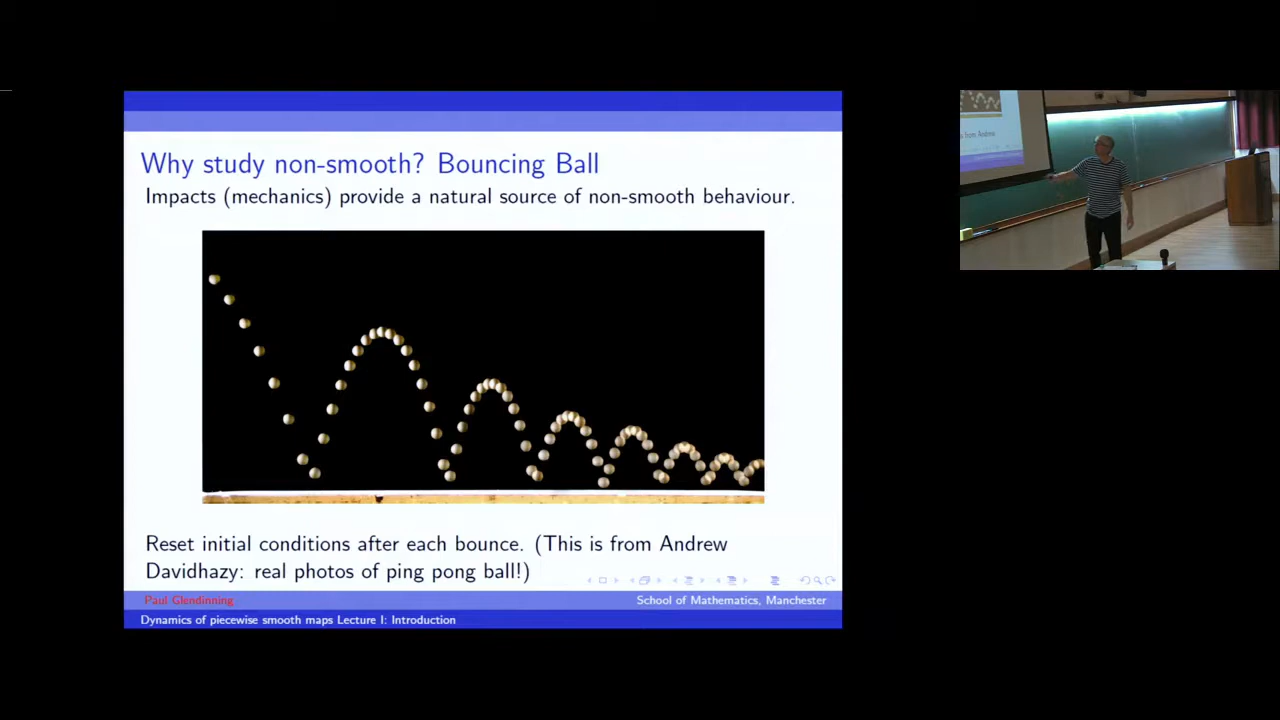 Why study non-smooth? Bouncing Ball
Impacts (mechanics) provide a natural source of non-smooth behaviour.
Reset initial conditions after each bounce. (This is from Andrew
Davidhazy: real photos of ping pong ball!)
Paul Glendinning
School of Mathematics, Manchester
Dynamics of piecewise smooth maps Lecture I: Introduction